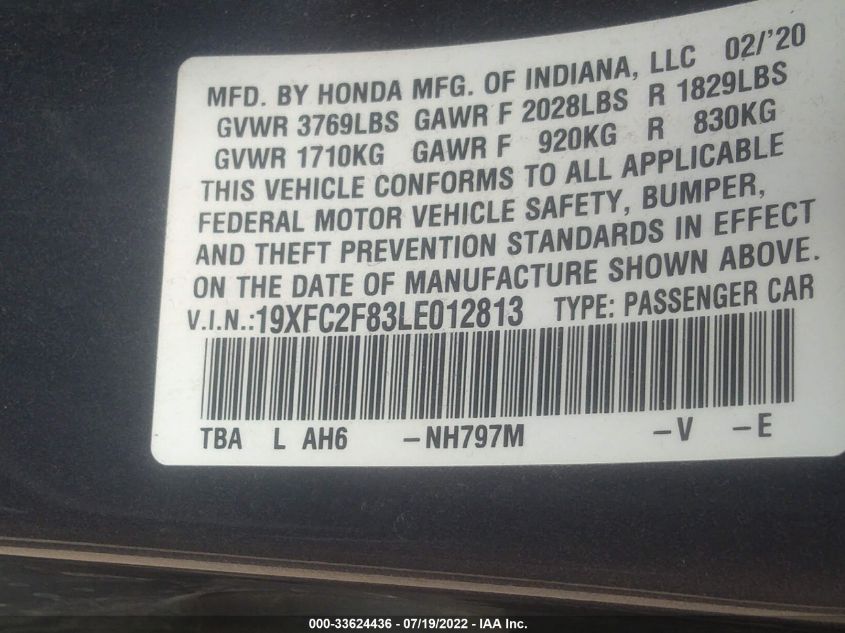 MFD. BY HONDA MFG. OF INDIANA, LLC 02/'20
GVWR 3769LBS GAWR F 2028LBS R 1829LBS
GVWR 1710KG GAWR F 920KG R 830KG
THIS VEHICLE CONFORMS TO ALL APPLICABLE
FEDERAL MOTOR VEHICLE SAFETY, BUMPER,
AND THEFT PREVENTION STANDARDS IN EFFECT
ON THE DATE OF MANUFACTURE SHOWN ABOVE.
V.I.N.:19XFC2F83LE012813 TYPE: PASSENGER CAR
TBA L AH6 –NH797M –V –E
000-33624436 - 07/19/2022 - IAA Inc.